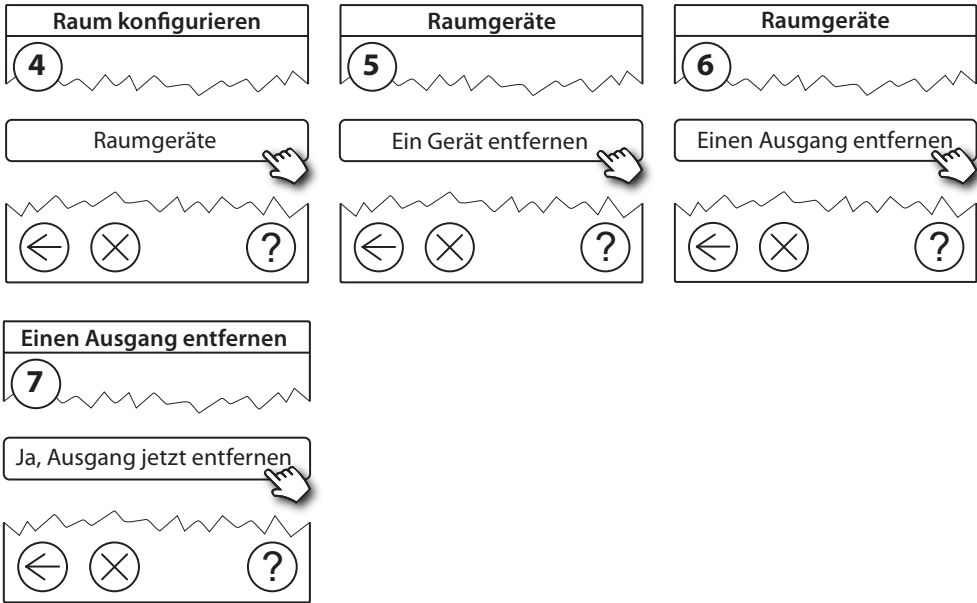 Raum konfigurieren
4
Raumgeräte
?
Raumgeräte
5
Ein Gerät entfernen
?
Raumgeräte
6
Einen Ausgang entfernen
?
Einen Ausgang entfernen
7
Ja, Ausgang jetzt entfernen
?